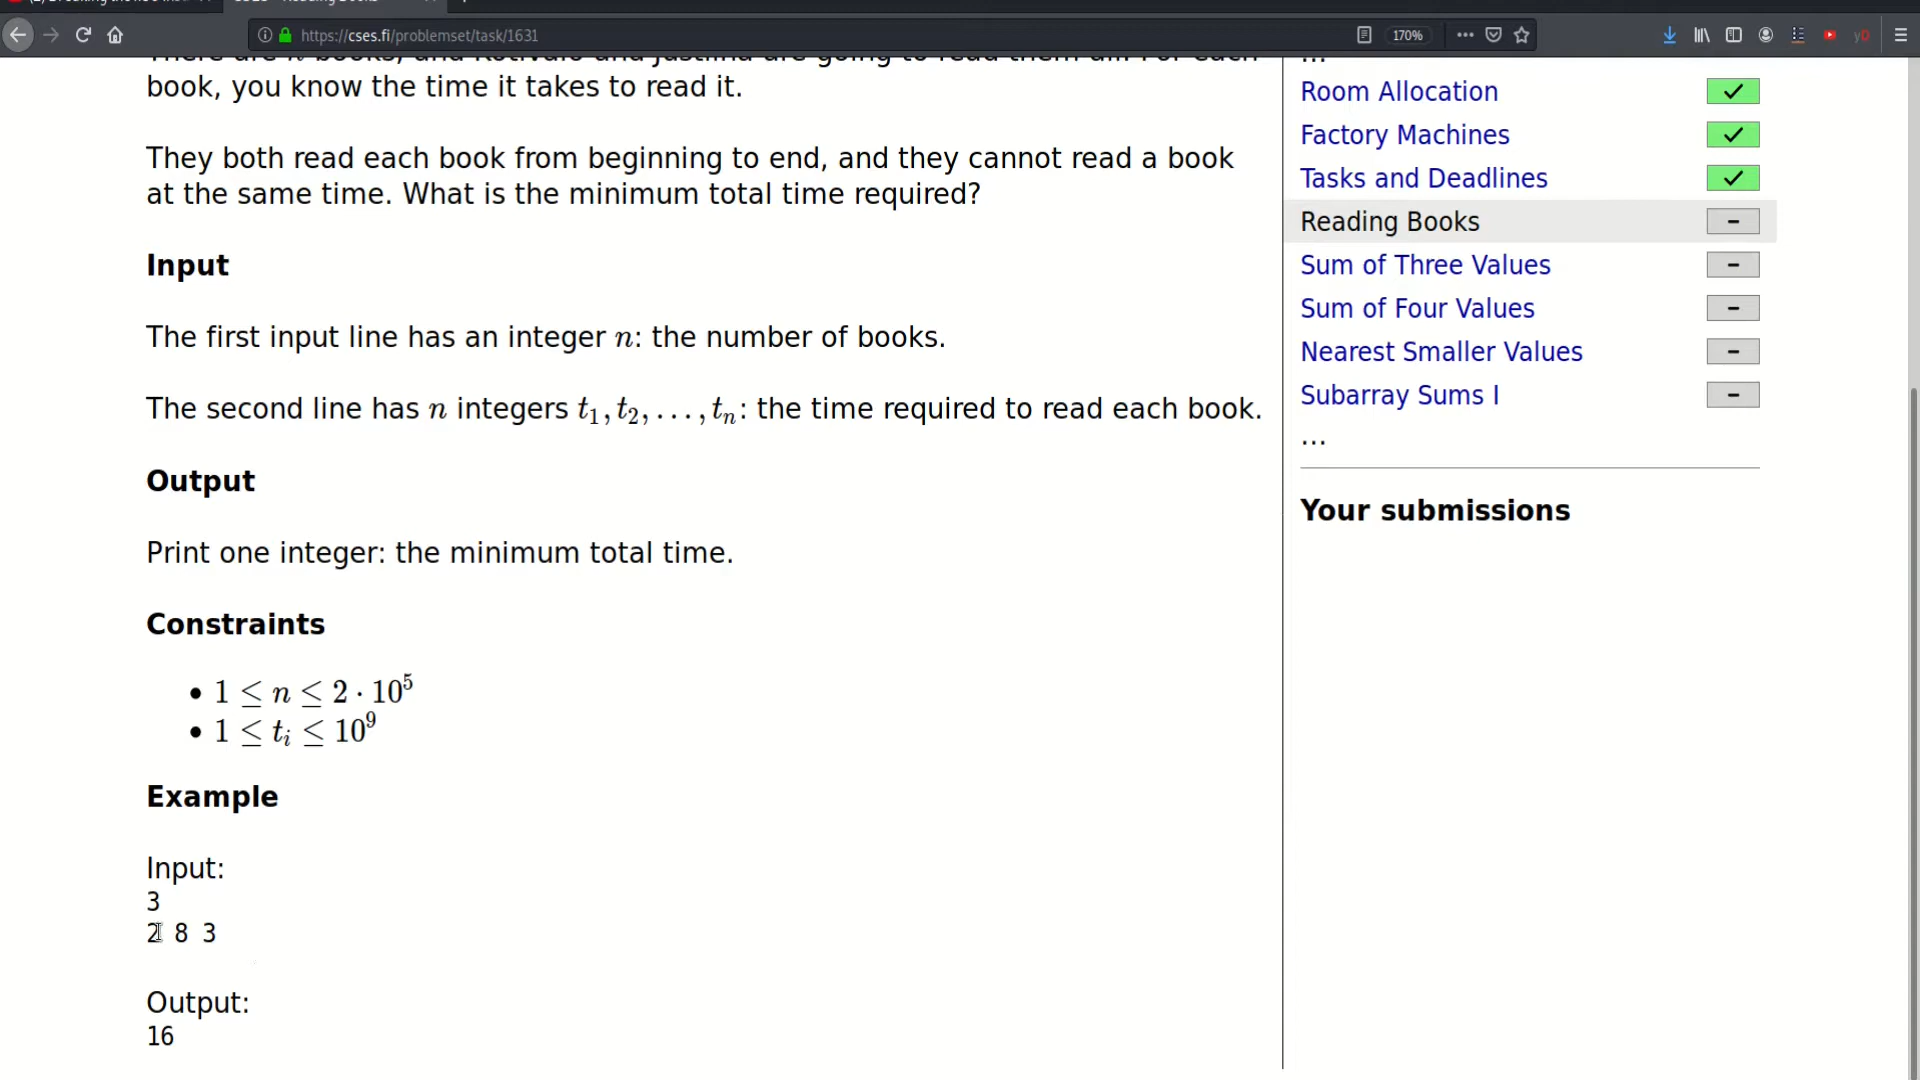 https://cses.fi/problemset/task/1631
170%
book, you know the time it takes to read it.
They both read each book from beginning to end, and they cannot read a book
at the same time. What is the minimum total time required?
Input
The first input line has an integer n: the number of books.
The second line has n integers t₁, t₂, …, tₙ: the time required to read each book.
Output
Print one integer: the minimum total time.
Constraints
• 1 ≤ n ≤ 2 · 10⁵
• 1 ≤ tᵢ ≤ 10⁹
Example
Input:
3
2 8 3
Output:
16
...
Room Allocation
Factory Machines
Tasks and Deadlines
Reading Books –
Sum of Three Values –
Sum of Four Values –
Nearest Smaller Values –
Subarray Sums I –
...
Your submissions